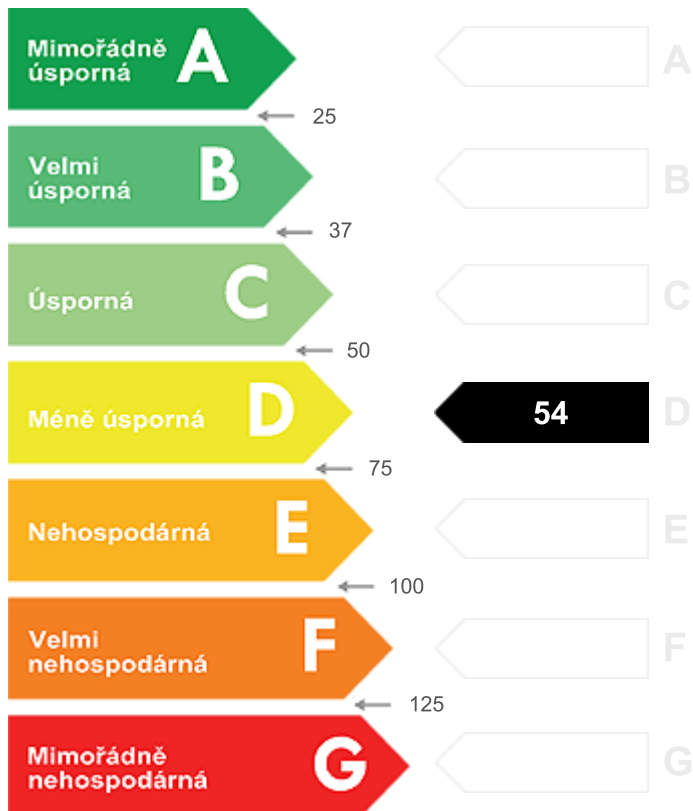 Mimořádně
úsporná
A
A
25
Velmi
úsporná
B
B
37
Úsporná
C
C
50
Méně úsporná
D
54
D
75
Nehospodárná
E
E
100
Velmi
nehospodárná
F
F
125
Mimořádně
nehospodárná
G
G